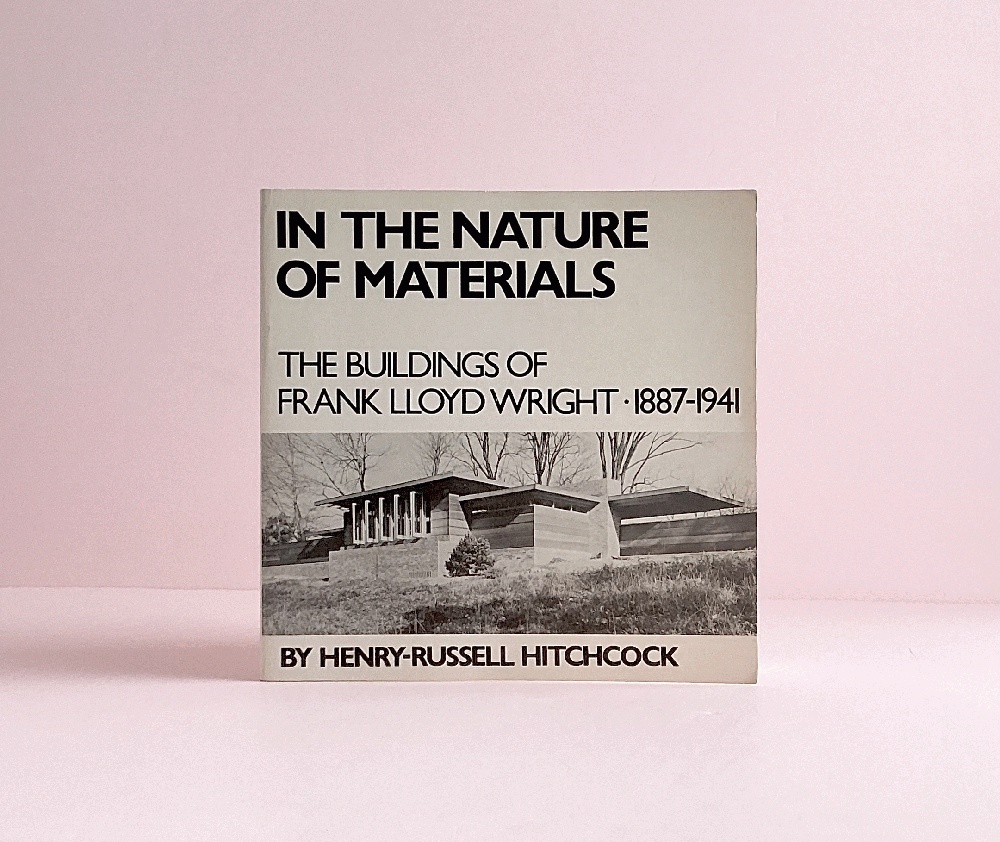 IN THE NATURE
OF MATERIALS
THE BUILDINGS OF
FRANK LLOYD WRIGHT · 1887-1941
BY HENRY-RUSSELL HITCHCOCK